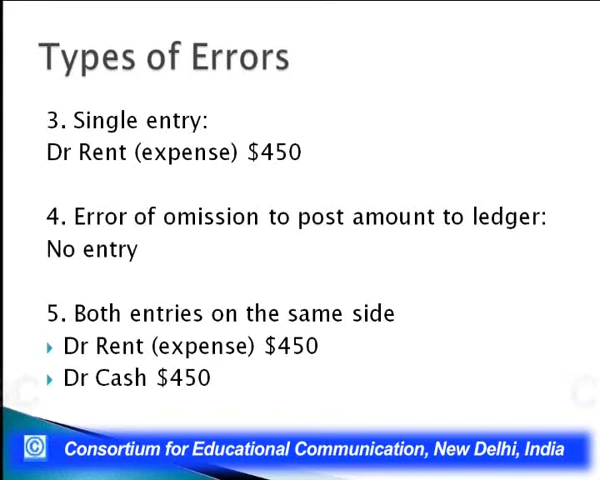 Types of Errors
3. Single entry:
Dr Rent (expense) $450
4. Error of omission to post amount to ledger:
No entry
5. Both entries on the same side
Dr Rent (expense) $450
Dr Cash $450
© Consortium for Educational Communication, New Delhi, India